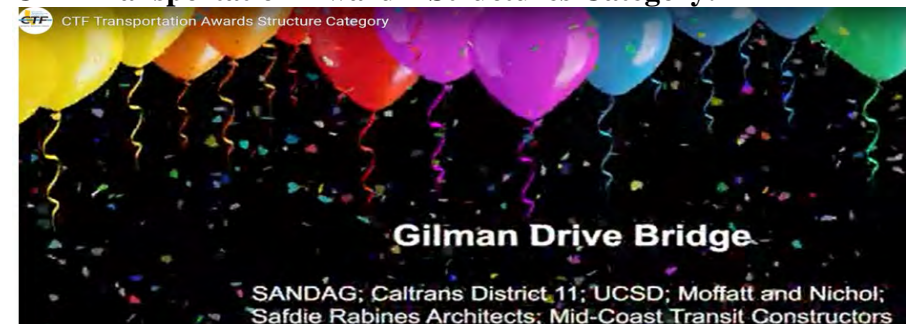 CTF CTF Transportation Awards Structure Category
Gilman Drive Bridge
SANDAG; Caltrans District 11; UCSD; Moffatt and Nichol;
Safdie Rabines Architects; Mid-Coast Transit Constructors